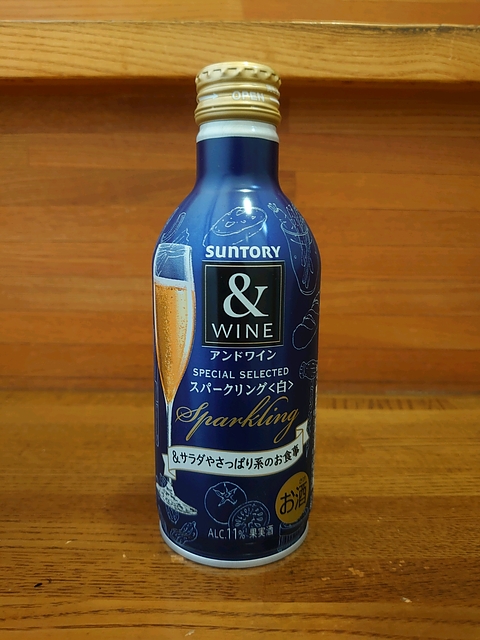 OPEN
SUNTORY
&
WINE
アンドワイン
SPECIAL SELECTED
スパークリング<白>
Sparkling
&サラダやさっぱり系のお食事
お酒
ALC.11% 果実酒